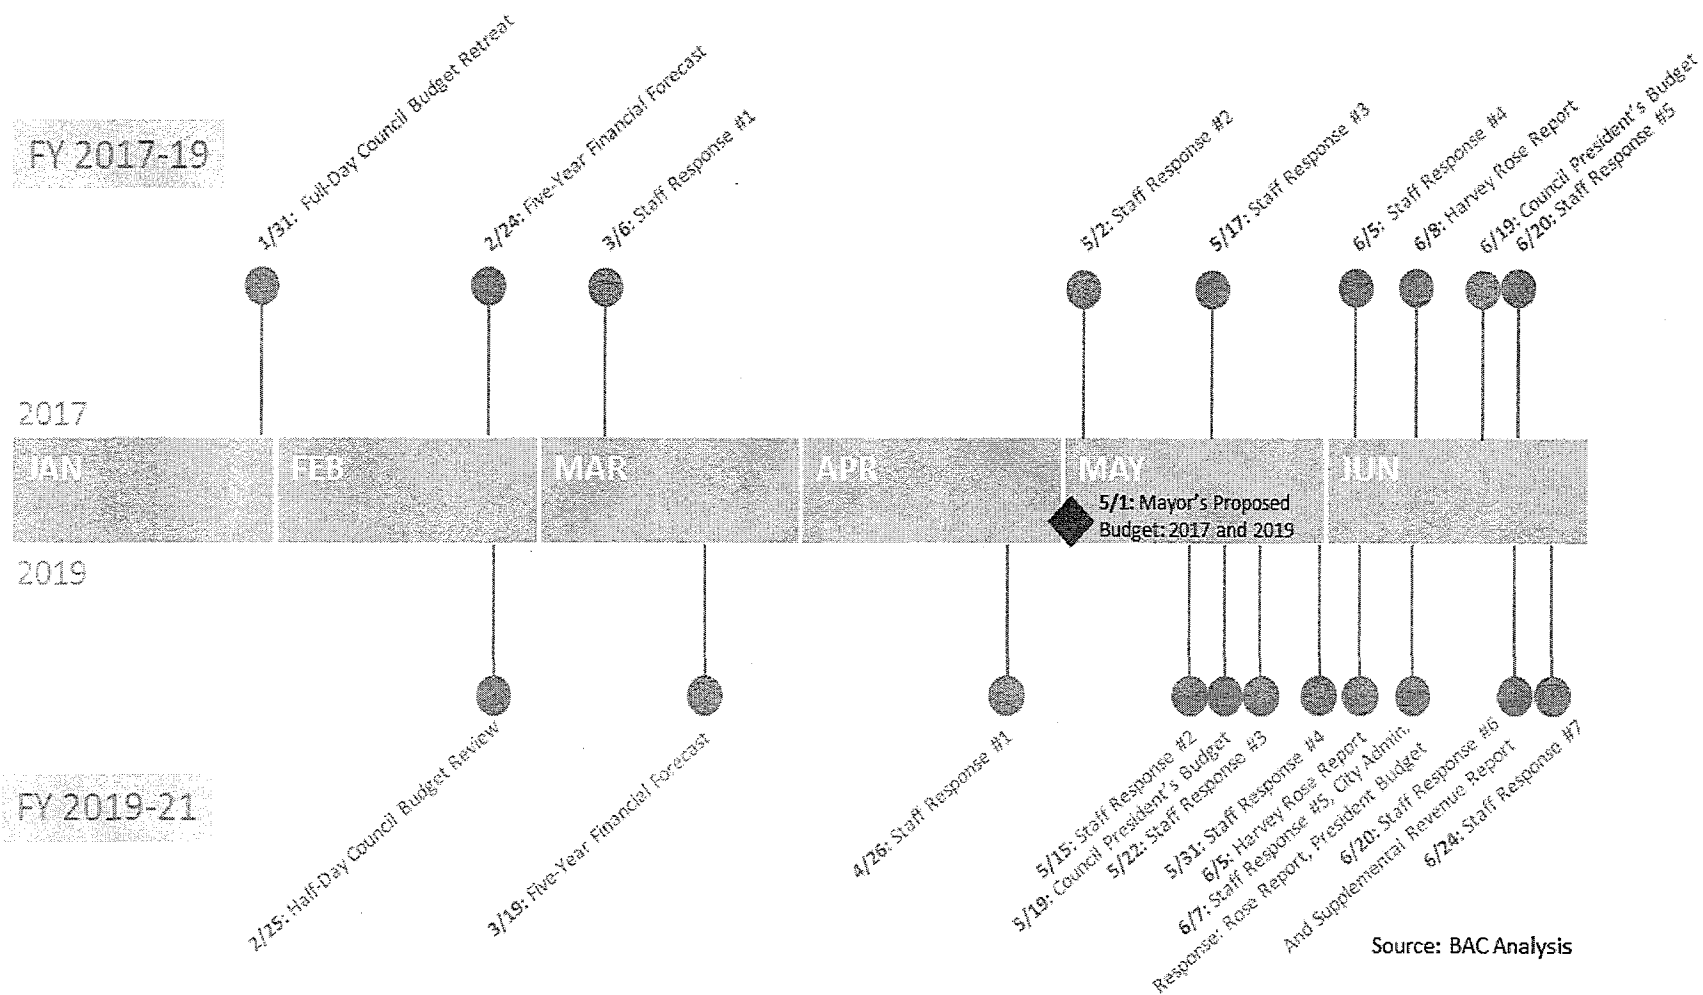 FY 2017-19
1/31: Full-Day Council Budget Retreat
2/24: Five-Year Financial Forecast
3/6: Staff Response #1
5/2: Staff Response #2
5/17: Staff Response #3
6/5: Staff Response #4
6/8: Harvey Rose Report
6/19: Council President's Budget
6/20: Staff Response #5
2017
JAN
FEB
MAR
APR
MAY
JUN
5/1: Mayor's Proposed
Budget: 2017 and 2019
2019
FY 2019-21
2/25: Half-Day Council Budget Review
3/19: Five-Year Financial Forecast
4/26: Staff Response #1
5/15: Staff Response #2
5/19: Council President's Budget
5/22: Staff Response #3
5/31: Staff Response #4
6/5: Harvey Rose Report
6/7: Staff Response #5, City Admin,
Response: Rose Report, President Budget
6/20: Staff Response #6
And Supplemental Revenue Report
6/24: Staff Response #7
Source: BAC Analysis